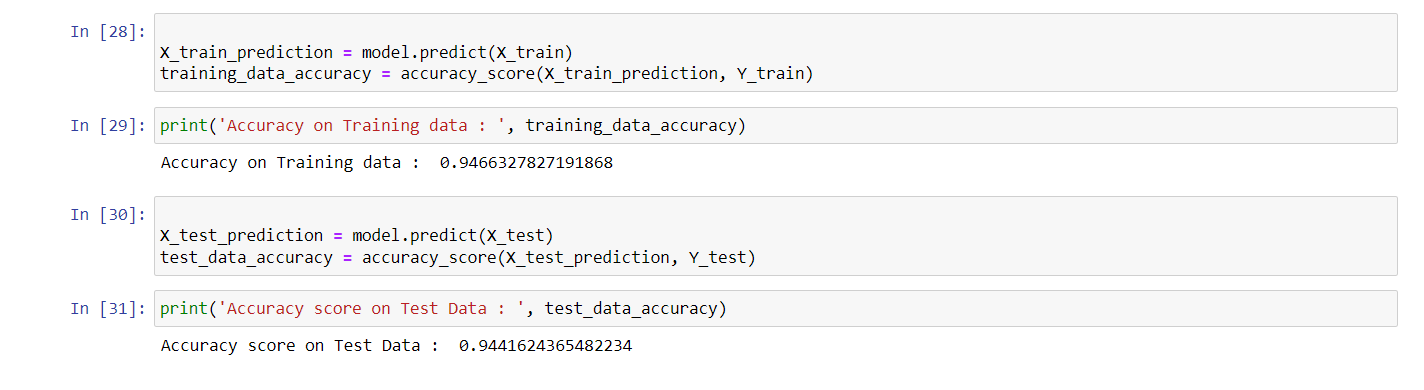 In [28]:
X_train_prediction = model.predict(X_train)
training_data_accuracy = accuracy_score(X_train_prediction, Y_train)
In [29]: print('Accuracy on Training data : ', training_data_accuracy)
Accuracy on Training data :  0.9466327827191868
In [30]:
X_test_prediction = model.predict(X_test)
test_data_accuracy = accuracy_score(X_test_prediction, Y_test)
In [31]: print('Accuracy score on Test Data : ', test_data_accuracy)
Accuracy score on Test Data :  0.9441624365482234